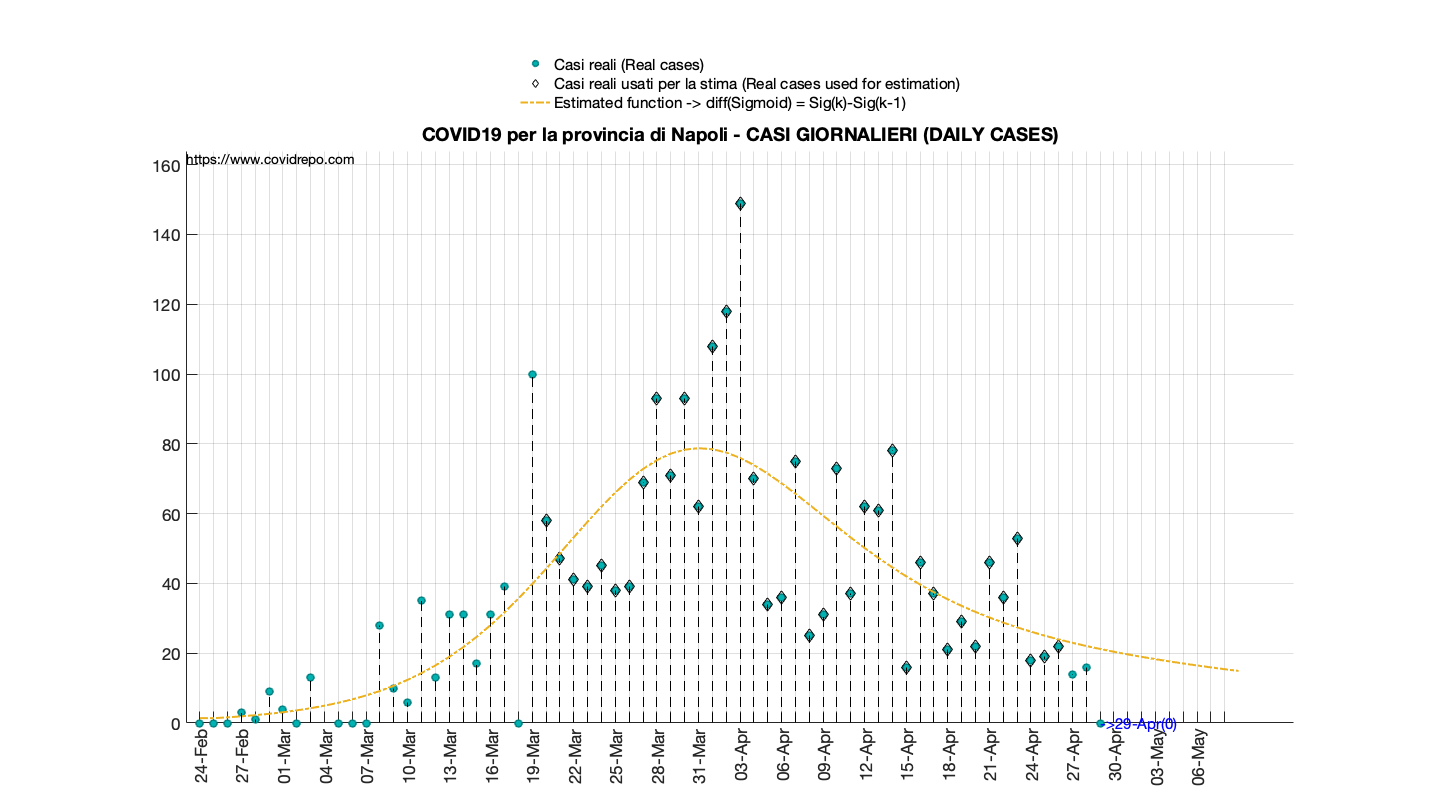 Casi reali (Real cases)
Casi reali usati per la stima (Real cases used for estimation)
Estimated function -> diff(Sigmoid) = Sig(k)-Sig(k-1)
COVID19 per la provincia di Napoli - CASI GIORNALIERI (DAILY CASES)
https://www.covidrepo.com
160
140
120
100
80
60
40
20
0
->29-Apr(0)
24-Feb
27-Feb
01-Mar
04-Mar
07-Mar
10-Mar
13-Mar
16-Mar
19-Mar
22-Mar
25-Mar
28-Mar
31-Mar
03-Apr
06-Apr
09-Apr
12-Apr
15-Apr
18-Apr
21-Apr
24-Apr
27-Apr
30-Apr
03-May
06-May